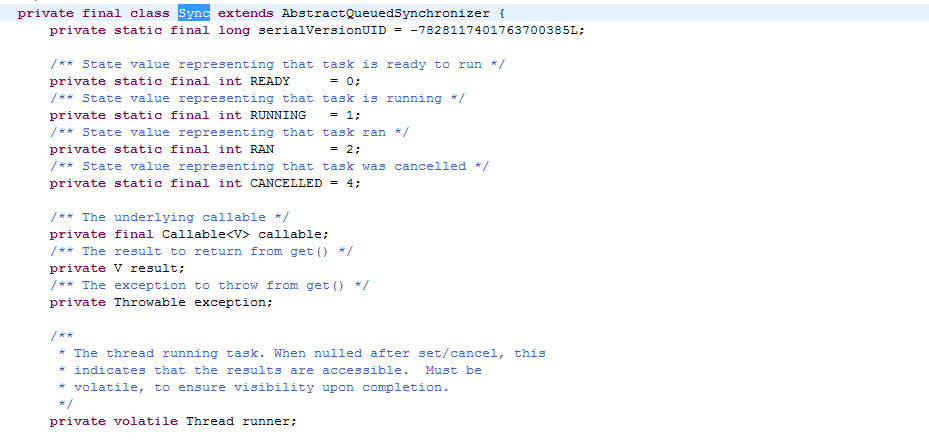 private final class Sync extends AbstractQueuedSynchronizer {
    private static final long serialVersionUID = -7828117401763700385L;

    /** State value representing that task is ready to run */
    private static final int READY     = 0;
    /** State value representing that task is running */
    private static final int RUNNING   = 1;
    /** State value representing that task ran */
    private static final int RAN       = 2;
    /** State value representing that task was cancelled */
    private static final int CANCELLED = 4;

    /** The underlying callable */
    private final Callable<V> callable;
    /** The result to return from get() */
    private V result;
    /** The exception to throw from get() */
    private Throwable exception;

    /**
     * The thread running task. When nulled after set/cancel, this
     * indicates that the results are accessible.  Must be
     * volatile, to ensure visibility upon completion.
     */
    private volatile Thread runner;